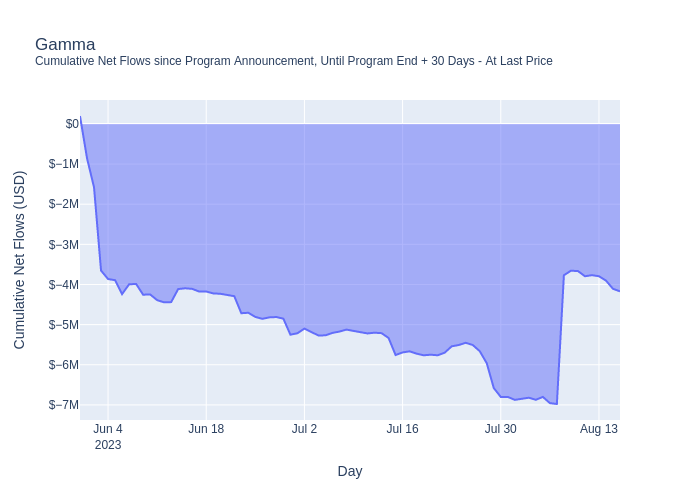 Gamma
Cumulative Net Flows since Program Announcement, Until Program End + 30 Days - At Last Price
Cumulative Net Flows (USD)
$0
$−1M
$−2M
$−3M
$−4M
$−5M
$−6M
$−7M
Jun 4
2023
Jun 18
Jul 2
Jul 16
Jul 30
Aug 13
Day